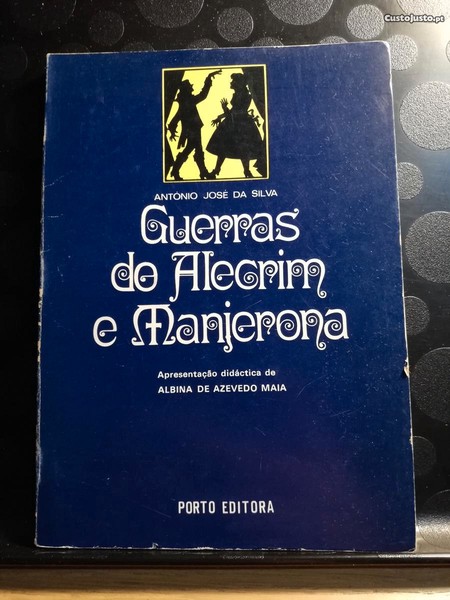 CustoJusto.pt
ANTÓNIO JOSÉ DA SILVA
Guerras
do Alecrim
e Manjerona
Apresentação didáctica de
ALBINA DE AZEVEDO MAIA
PORTO EDITORA